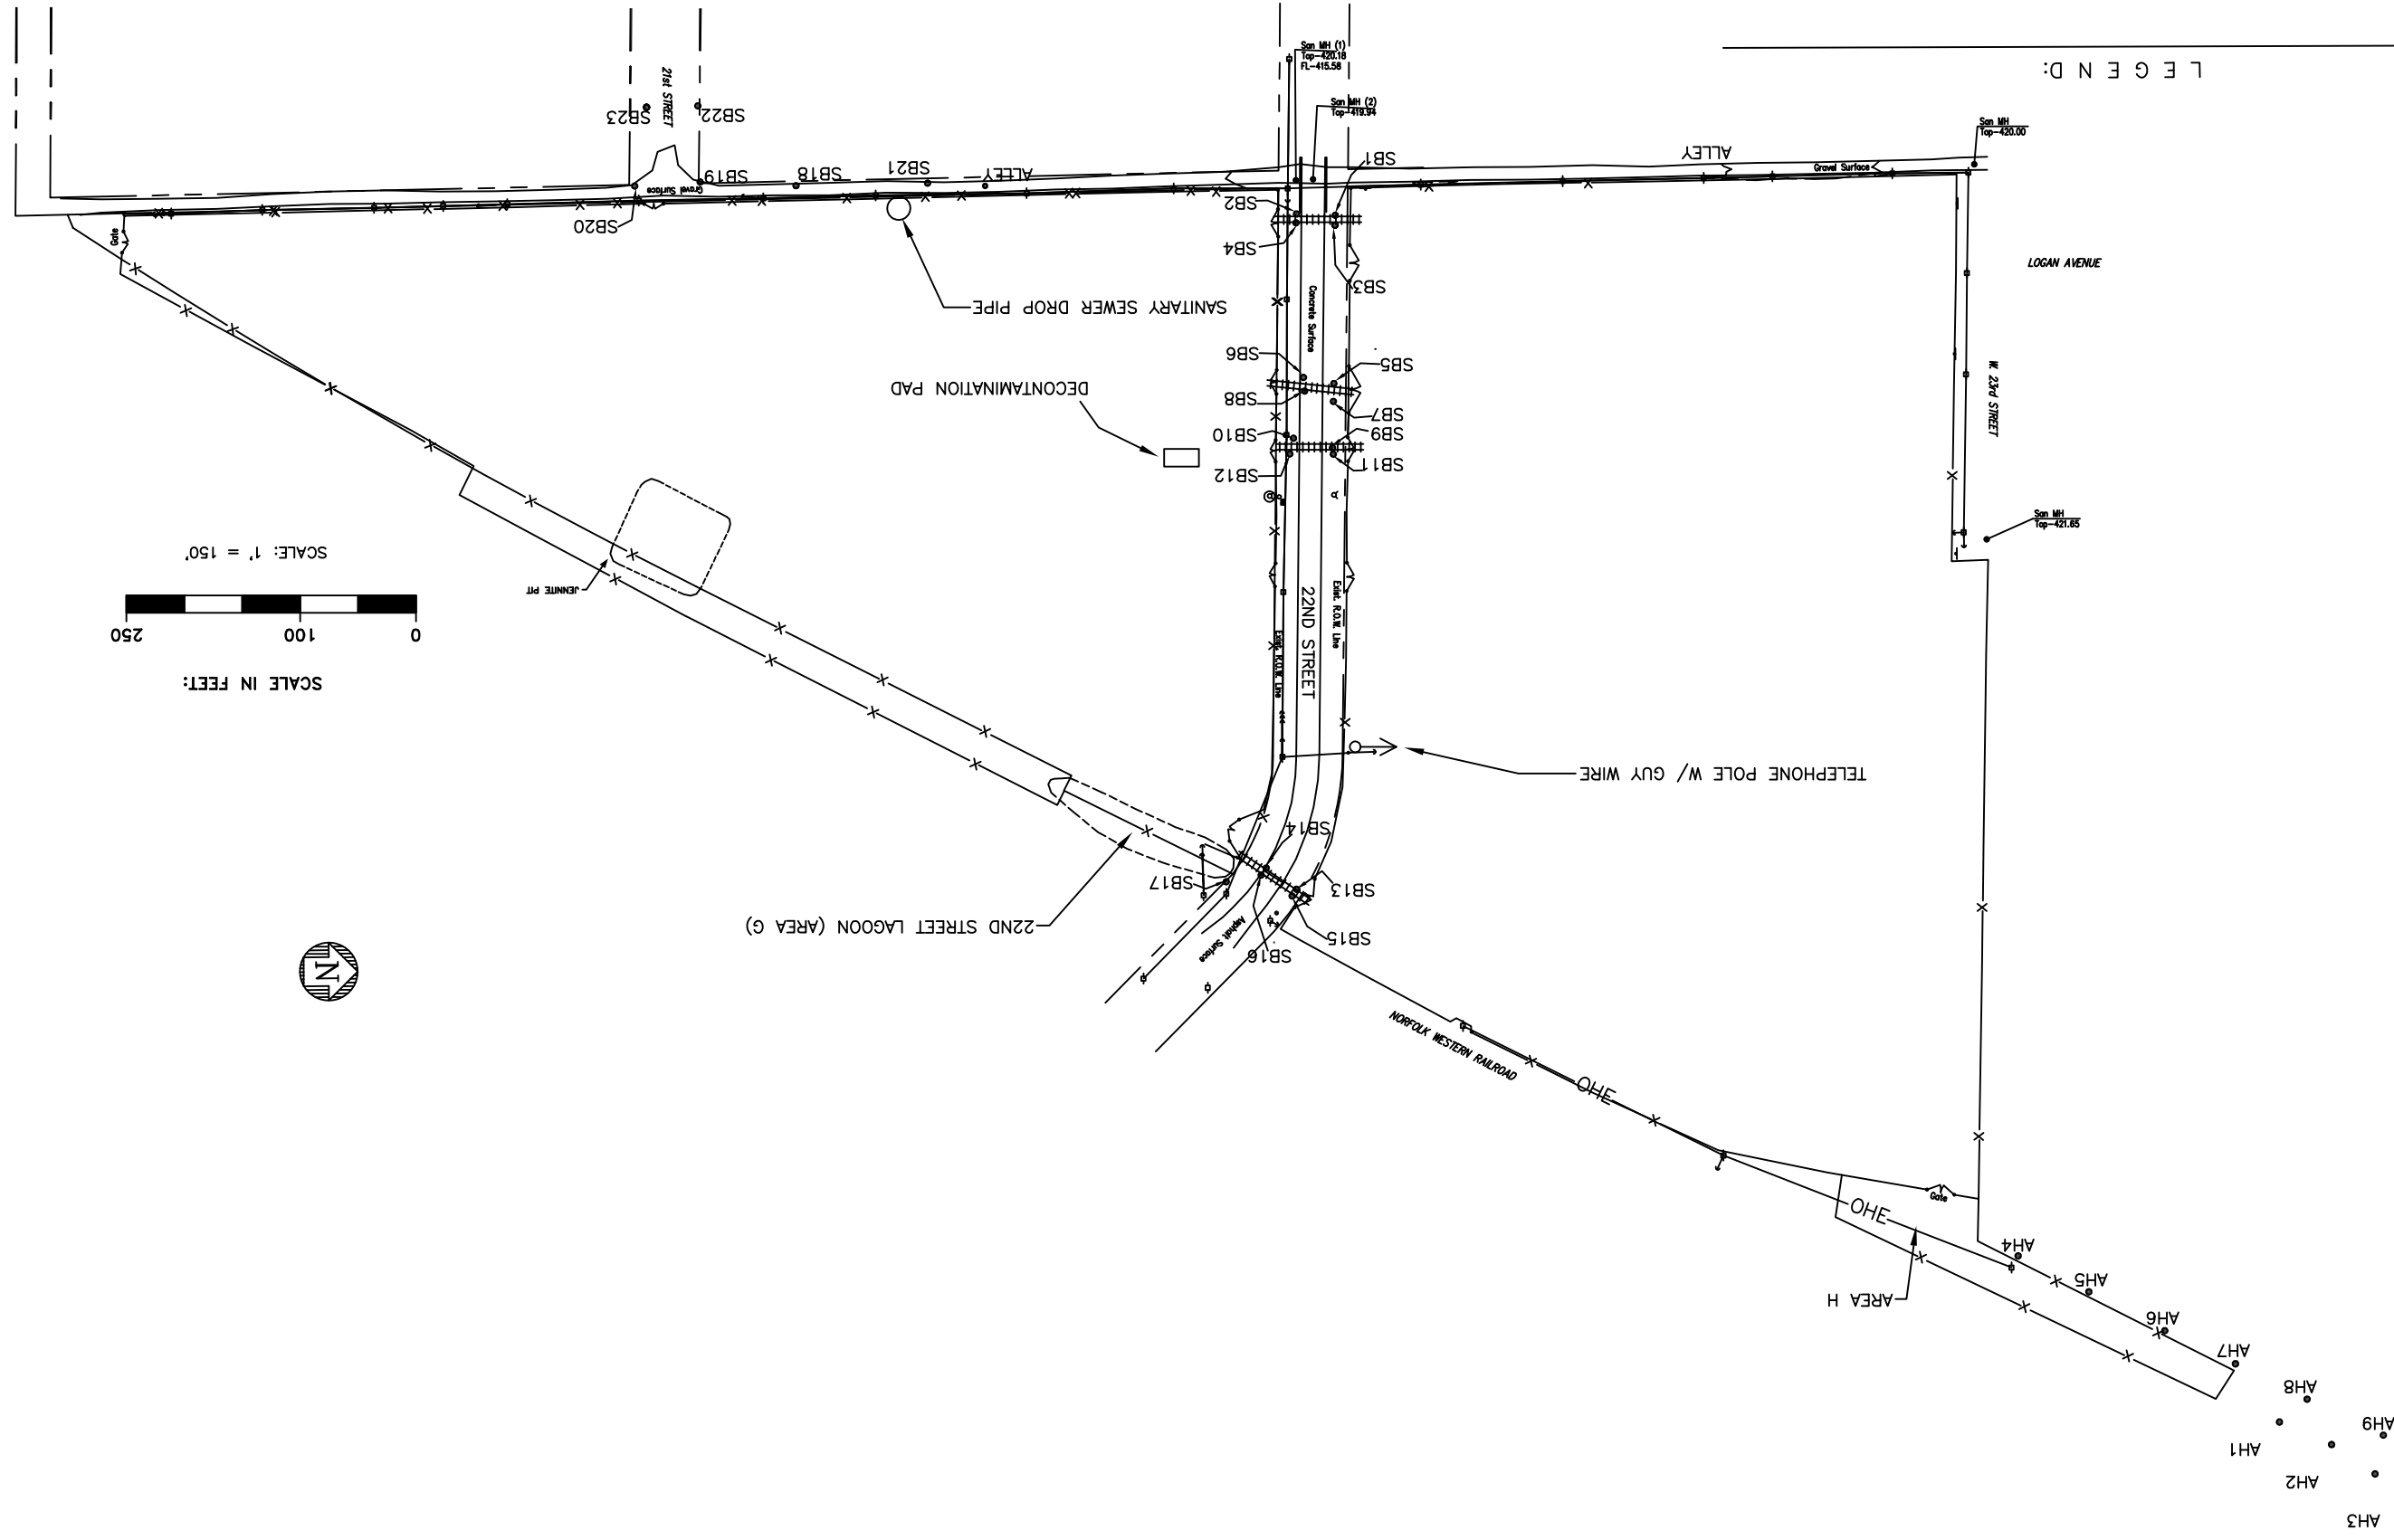 San MH (1)
Top-420.18
FL-415.58
21st STREET
L E G E N D:
San MH (2)
Top-419.94
SB23
SB22
San MH
Top-420.00
ALLEY
SB1
SB21
SB18
SB19
ALLEY
Gravel Surface
Gravel Surface
SB2
SB20
Gate
SB4
LOGAN AVENUE
SB3
SANITARY SEWER DROP PIPE
Concrete Surface
SB6
SB5
DECONTAMINATION PAD
SB8
SB7
W. 23rd STREET
SB10
SB9
SB12
SB11
San MH
Top-421.65
SCALE: 1" = 150'
JENNITE PIT
250
100
0
22ND STREET
Exist. R.O.W. Line
Exist. R.O.W. Line
SCALE IN FEET:
TELEPHONE POLE W/ GUY WIRE
SB14
SB17
SB13
22ND STREET LAGOON (AREA G)
Asphalt Surface
SB15
SB16
N
NORFOLK WESTERN RAILROAD
OHE
Gate
OHE
AH4
AH5
AREA H
AH6
AH7
AH8
AH9
AH1
AH2
AH3